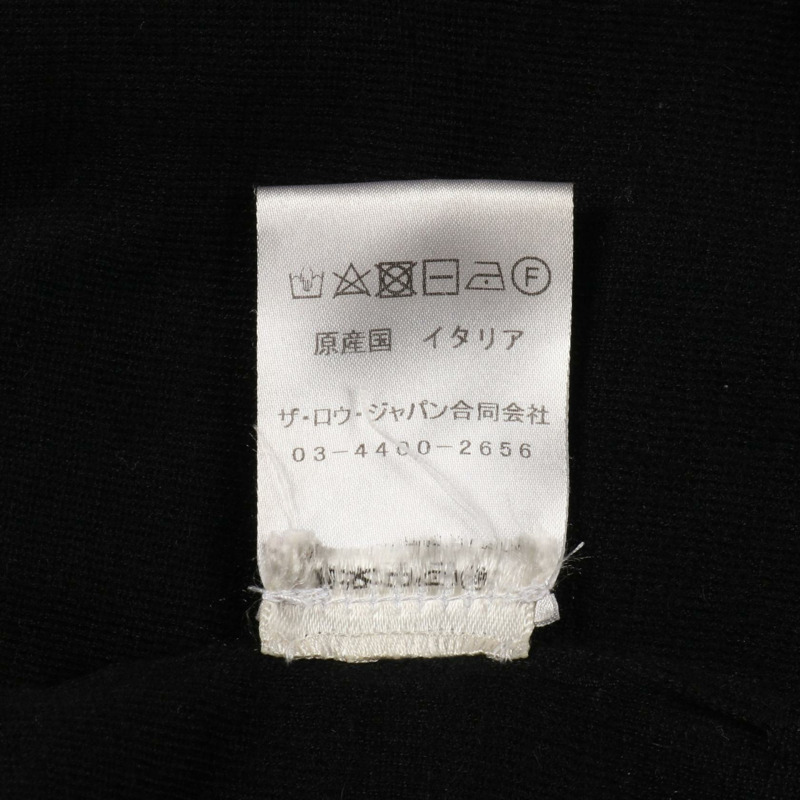 F
原産国 イタリア
ザ・ロウ・ジャパン合同会社
03-4400-2656